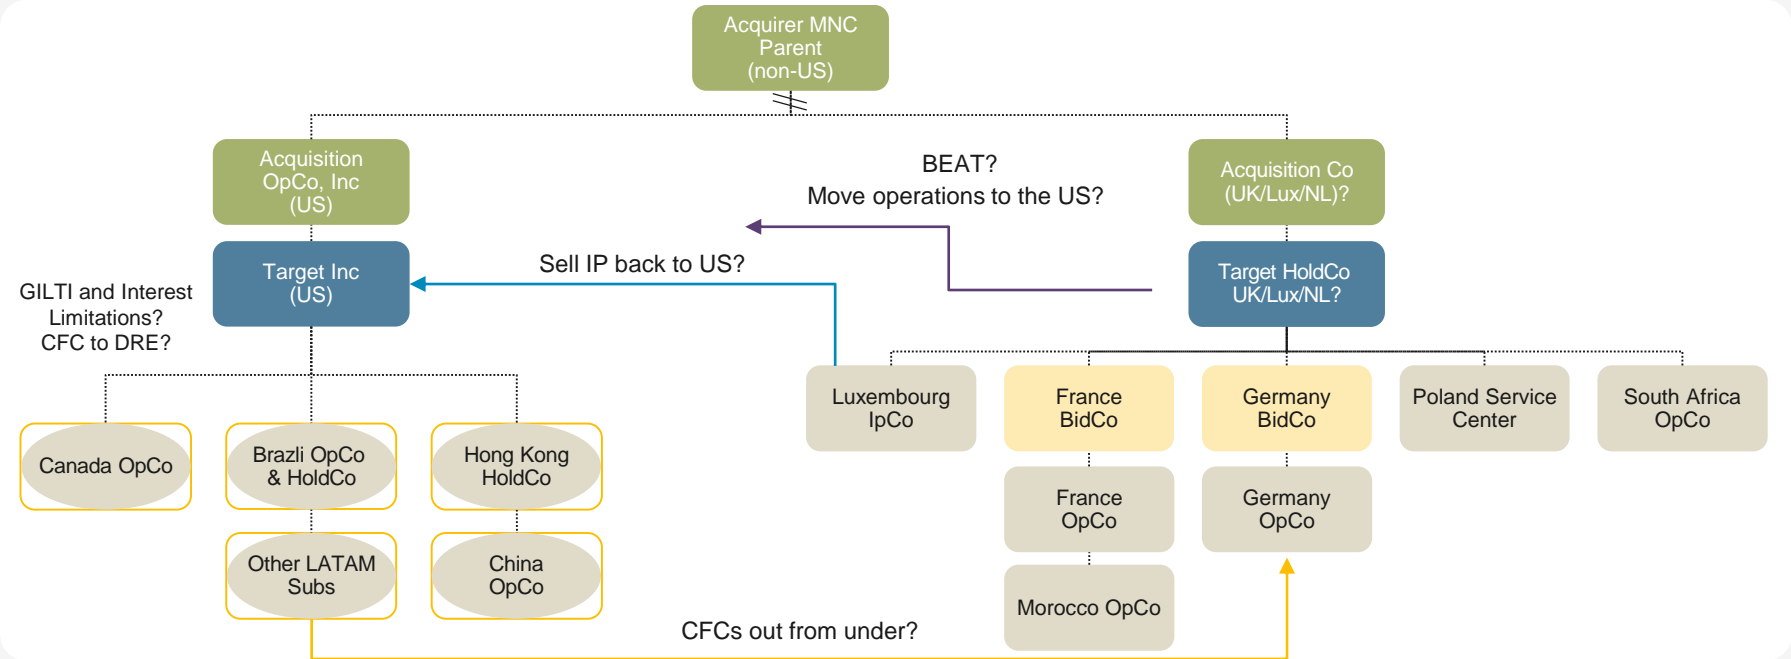 Acquirer MNC
Parent
(non-US)
Acquisition
OpCo, Inc
(US)
BEAT?
Move operations to the US?
Acquisition Co
(UK/Lux/NL)?
Target Inc
(US)
Sell IP back to US?
Target HoldCo
UK/Lux/NL?
GILTI and Interest
Limitations?
CFC to DRE?
Luxembourg
IpCo
France
BidCo
Germany
BidCo
Poland Service
Center
South Africa
OpCo
Canada OpCo
Brazli OpCo
& HoldCo
Hong Kong
HoldCo
France
OpCo
Germany
OpCo
Other LATAM
Subs
China
OpCo
Morocco OpCo
CFCs out from under?